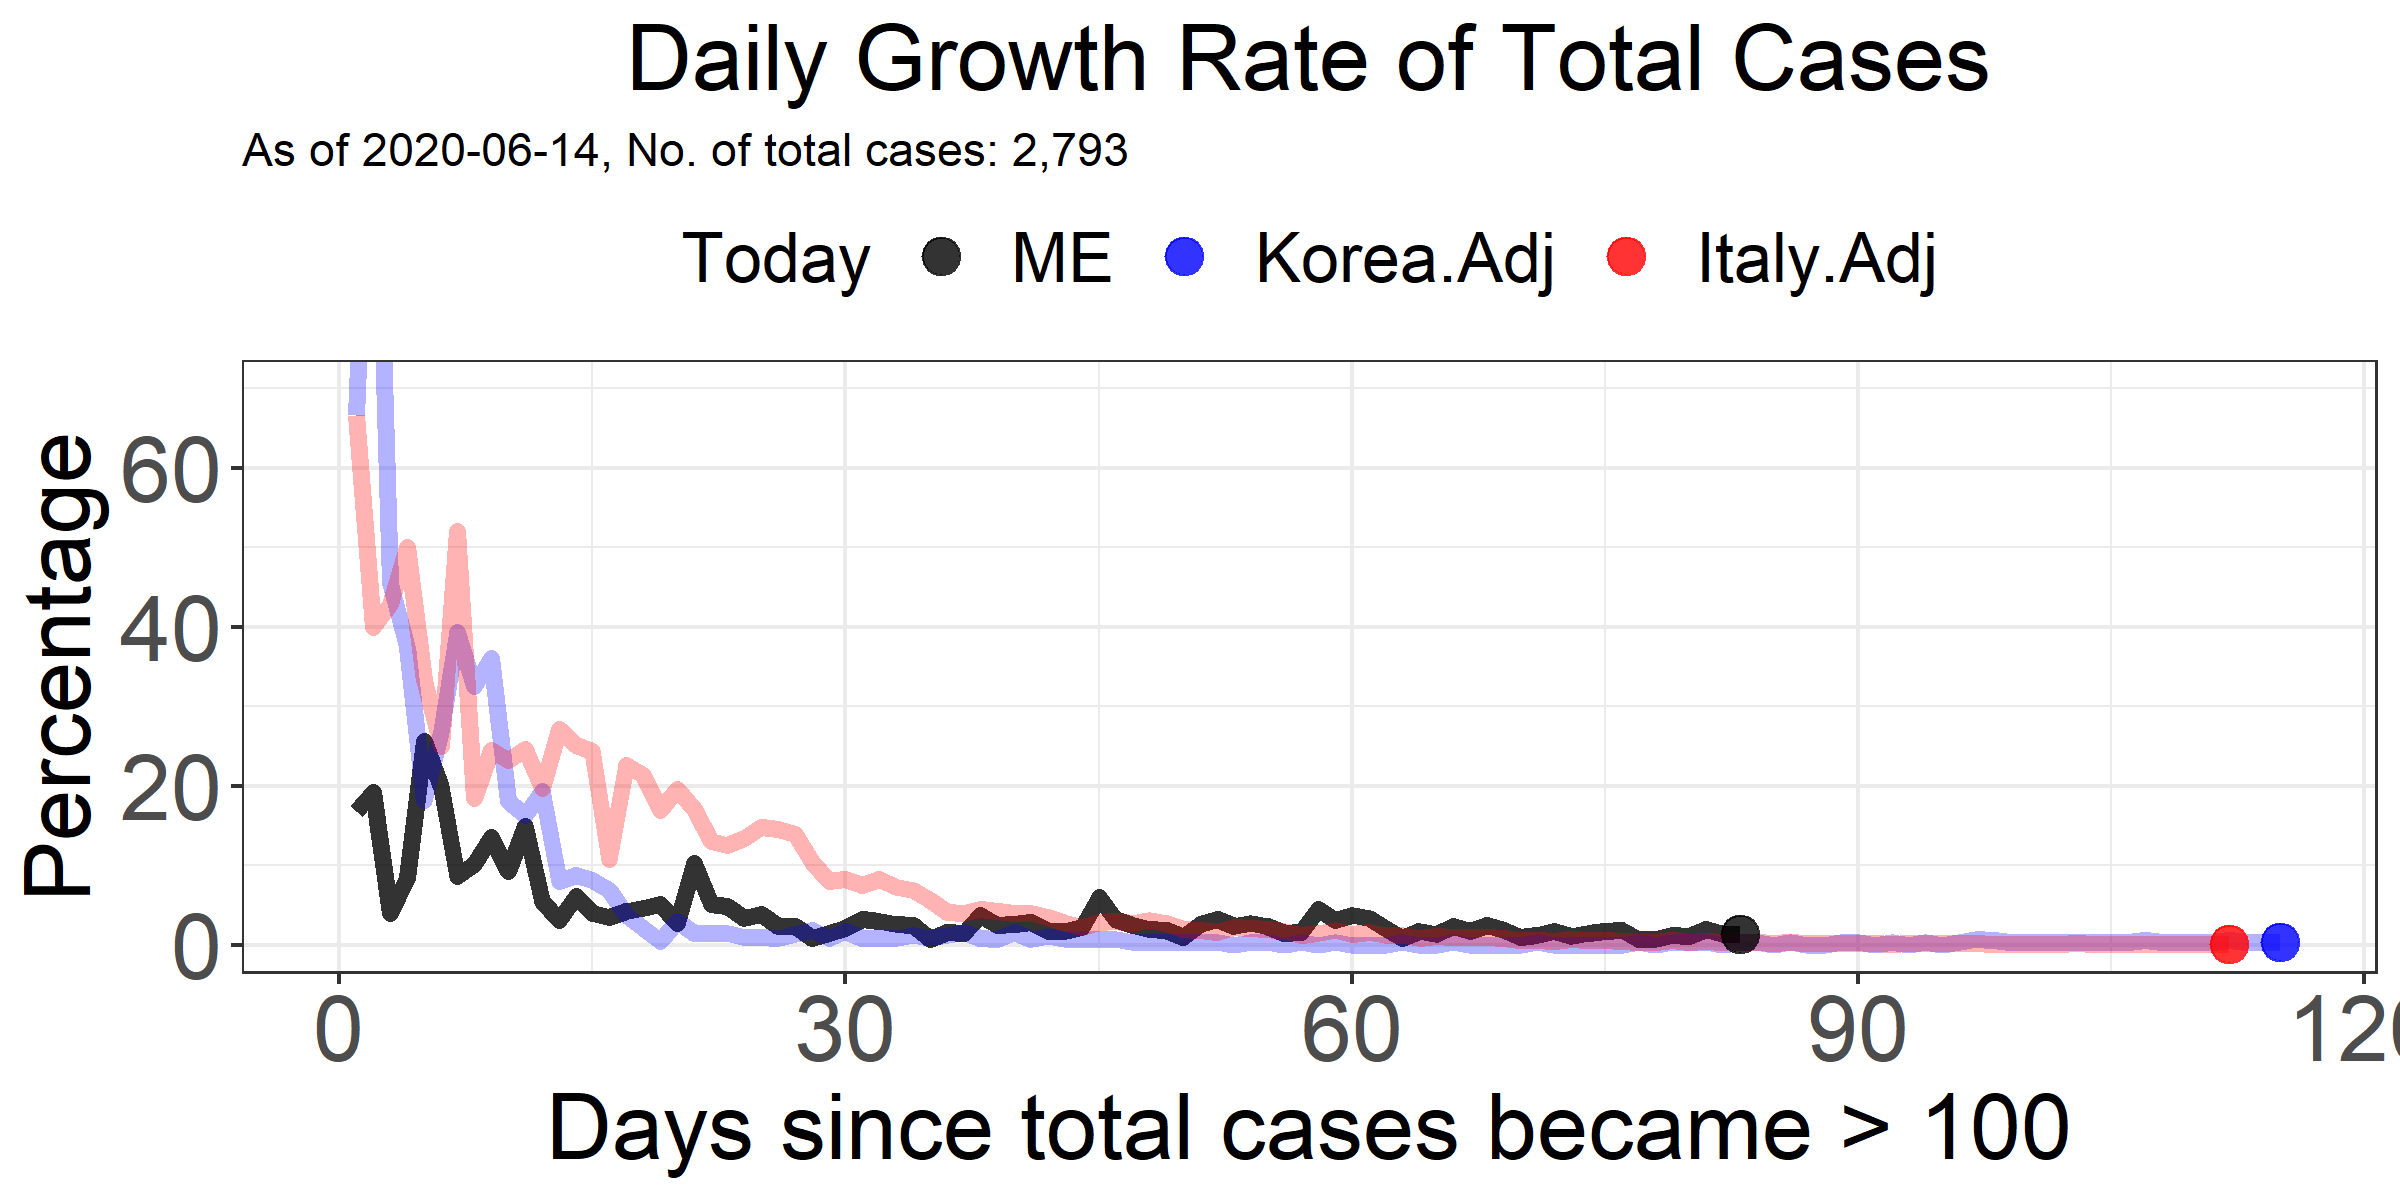 Daily Growth Rate of Total Cases
As of 2020-06-14, No. of total cases: 2,793
Today ME Korea.Adj Italy.Adj
Percentage
60
40
20
0
0 30 60 90 120
Days since total cases became > 100